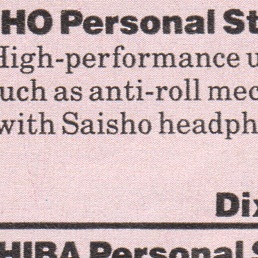 HO Personal St
High-performance u
uch as anti-roll mec
with Saisho headph
Dix
HIBA Personal S